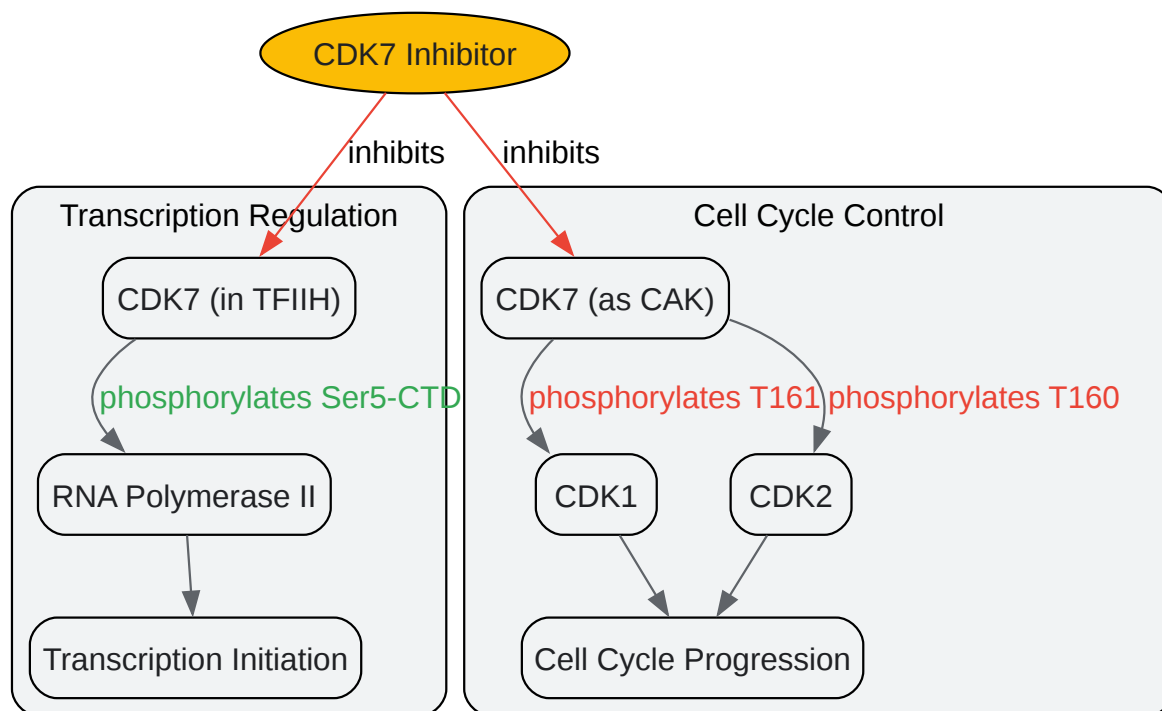 CDK7 Inhibitor
inhibits
inhibits
Transcription Regulation
Cell Cycle Control
CDK7 (in TFIIH)
CDK7 (as CAK)
phosphorylates Ser5-CTD
phosphorylates T161
phosphorylates T160
RNA Polymerase II
CDK1
CDK2
Transcription Initiation
Cell Cycle Progression